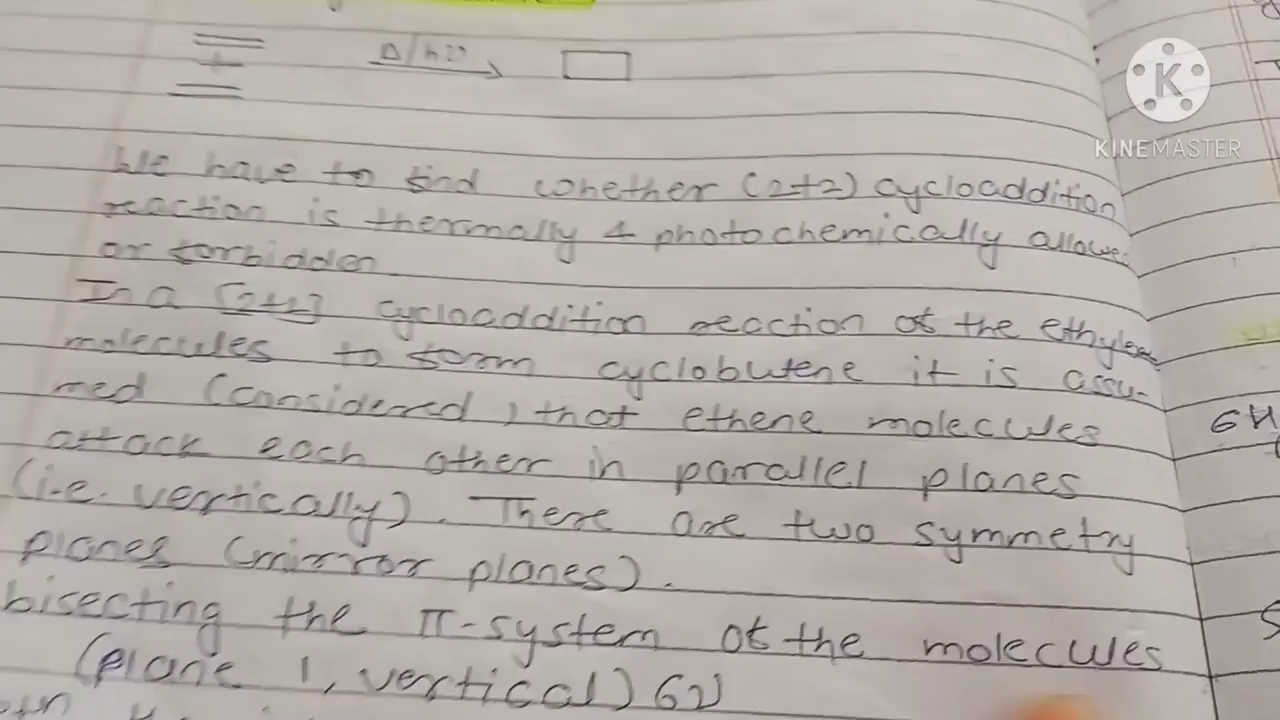 +
Δ/hν
K
KINEMASTER
We have to find whether (2+2) cycloaddition
reaction is thermally & photochemically allowe
or forbidden
In a [2+2] cycloaddition reaction of the ethylene
molecules to form cyclobutene it is assu-
med (considered) that ethene molecules
attack each other in parallel planes
(i.e. vertically). There are two symmetry
planes (mirror planes).
bisecting the π-system of the molecules
(plane 1, vertical) 6υ
6H